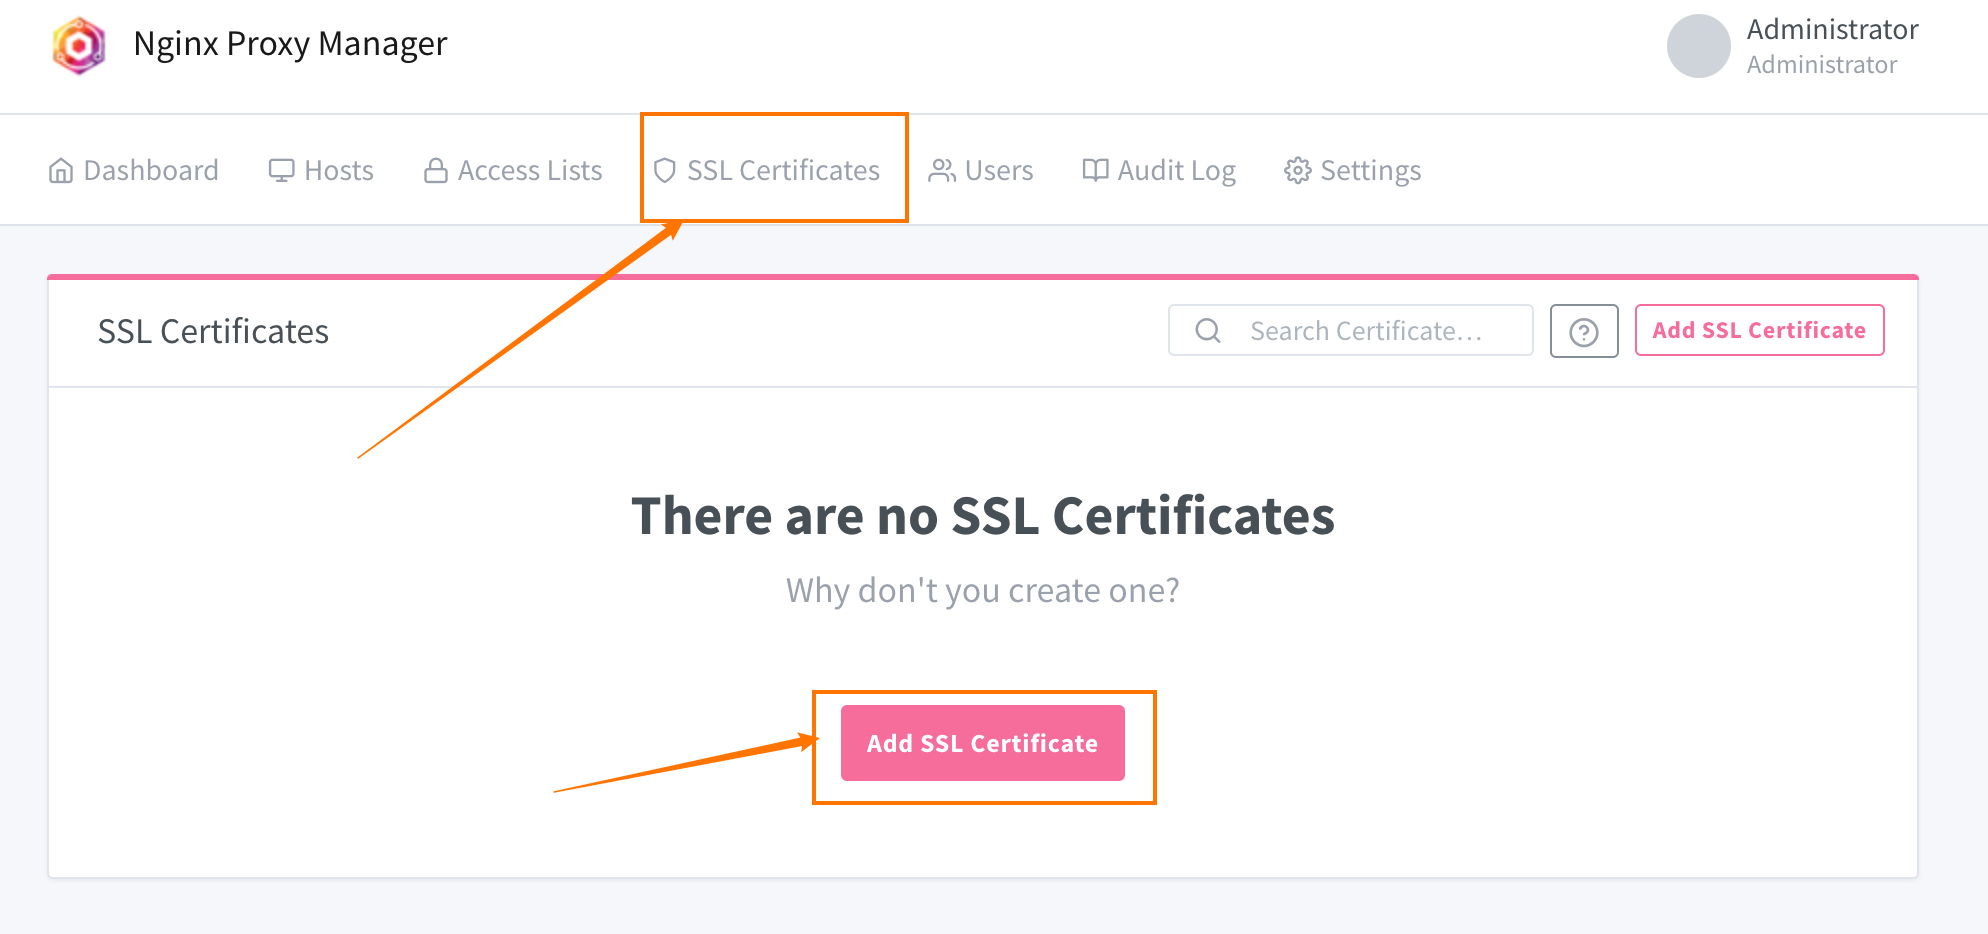 Nginx Proxy Manager
Administrator
Administrator
Dashboard Hosts Access Lists SSL Certificates Users Audit Log Settings
SSL Certificates
Search Certificate...
Add SSL Certificate
There are no SSL Certificates
Why don't you create one?
Add SSL Certificate